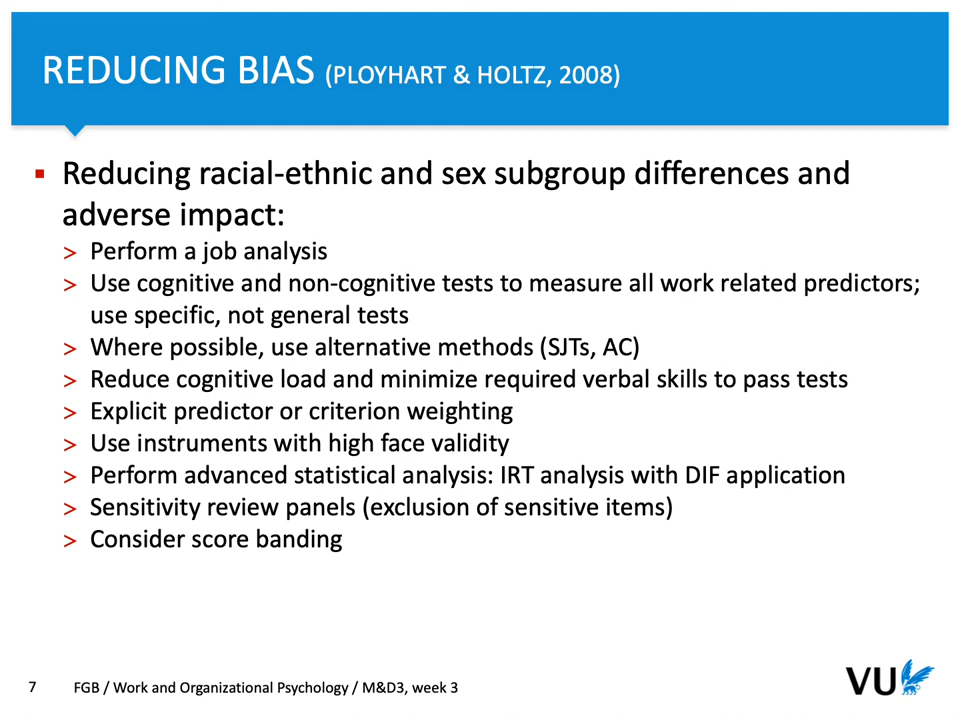 REDUCING BIAS (PLOYHART & HOLTZ, 2008)
▪ Reducing racial-ethnic and sex subgroup differences and
adverse impact:
> Perform a job analysis
> Use cognitive and non-cognitive tests to measure all work related predictors;
use specific, not general tests
> Where possible, use alternative methods (SJTs, AC)
> Reduce cognitive load and minimize required verbal skills to pass tests
> Explicit predictor or criterion weighting
> Use instruments with high face validity
> Perform advanced statistical analysis: IRT analysis with DIF application
> Sensitivity review panels (exclusion of sensitive items)
> Consider score banding
7 FGB / Work and Organizational Psychology / M&D3, week 3
VU